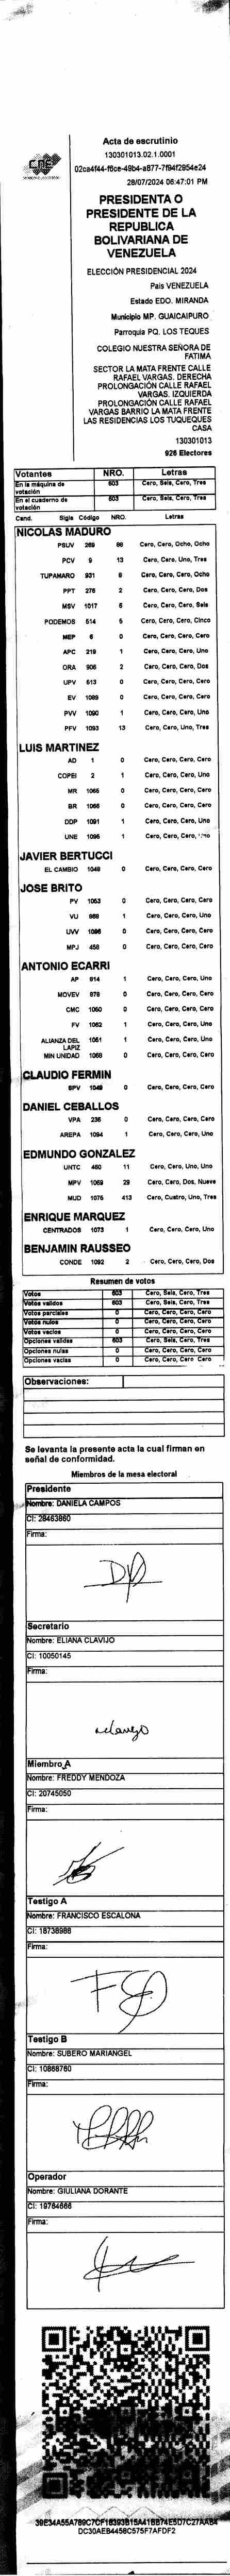 CNE
Acta de escrutinio
130301013.02.1.0001
02ca4f44-f6ce-49b4-a877-7f94f2954e24
28/07/2024 06:47:01 PM
PRESIDENTA O
PRESIDENTE DE LA
REPUBLICA
BOLIVARIANA DE
VENEZUELA
ELECCIÓN PRESIDENCIAL 2024
País VENEZUELA
Estado EDO. MIRANDA
Municipio MP. GUAICAIPURO
Parroquia PQ. LOS TEQUES
COLEGIO NUESTRA SEÑORA DE
FATIMA
SECTOR LA MATA FRENTE CALLE
RAFAEL VARGAS. DERECHA
PROLONGACIÓN CALLE RAFAEL
VARGAS. IZQUIERDA
PROLONGACIÓN CALLE RAFAEL
VARGAS BARRIO LA MATA FRENTE
LAS RESIDENCIAS LOS TUQUEQUES
CASA
130301013
926 Electores
Votantes NRO. Letras
En la máquina de votación 603 Cero, Seis, Cero, Tres
En el cuaderno de votación 603 Cero, Seis, Cero, Tres
Cand. Sigla Código NRO. Letras
NICOLAS MADURO
PSUV 269 88 Cero, Cero, Ocho, Ocho
PCV 9 13 Cero, Cero, Uno, Tres
TUPAMARO 931 8 Cero, Cero, Cero, Ocho
PPT 276 2 Cero, Cero, Cero, Dos
MSV 1017 6 Cero, Cero, Cero, Seis
PODEMOS 514 5 Cero, Cero, Cero, Cinco
MEP 6 0 Cero, Cero, Cero, Cero
APC 219 1 Cero, Cero, Cero, Uno
ORA 906 2 Cero, Cero, Cero, Dos
UPV 613 0 Cero, Cero, Cero, Cero
EV 1089 0 Cero, Cero, Cero, Cero
PVV 1090 1 Cero, Cero, Cero, Uno
PFV 1093 13 Cero, Cero, Uno, Tres
LUIS MARTINEZ
AD 1 0 Cero, Cero, Cero, Cero
COPEI 2 1 Cero, Cero, Cero, Uno
MR 1065 0 Cero, Cero, Cero, Cero
BR 1066 0 Cero, Cero, Cero, Cero
DDP 1091 1 Cero, Cero, Cero, Uno
UNE 1095 1 Cero, Cero, Cero,
JAVIER BERTUCCI
EL CAMBIO 1048 0 Cero, Cero, Cero, Cero
JOSE BRITO
PV 1053 0 Cero, Cero, Cero, Cero
VU 968 1 Cero, Cero, Cero, Uno
UVV 1096 0 Cero, Cero, Cero, Cero
MPJ 458 0 Cero, Cero, Cero, Cero
ANTONIO ECARRI
AP 814 1 Cero, Cero, Cero, Uno
MOVEV 978 0 Cero, Cero, Cero, Cero
CMC 1050 0 Cero, Cero, Cero, Cero
FV 1062 1 Cero, Cero, Cero, Uno
ALIANZA DEL LAPIZ 1061 1 Cero, Cero, Cero, Uno
MIN UNIDAD 1068 0 Cero, Cero, Cero, Cero
CLAUDIO FERMIN
SPV 1049 0 Cero, Cero, Cero, Cero
DANIEL CEBALLOS
VPA 236 0 Cero, Cero, Cero, Cero
AREPA 1094 1 Cero, Cero, Cero, Uno
EDMUNDO GONZALEZ
UNTC 460 11 Cero, Cero, Uno, Uno
MPV 1069 29 Cero, Cero, Dos, Nueve
MUD 1075 413 Cero, Cuatro, Uno, Tres
ENRIQUE MARQUEZ
CENTRADOS 1073 1 Cero, Cero, Cero, Uno
BENJAMIN RAUSSEO
CONDE 1092 2 Cero, Cero, Cero, Dos
Resumen de votos
Votos 603 Cero, Seis, Cero, Tres
Votos validos 603 Cero, Seis, Cero, Tres
Votos parciales 0 Cero, Cero, Cero, Cero
Votos nulos 0 Cero, Cero, Cero, Cero
Votos vacios 0 Cero, Cero, Cero, Cero
Opciones validas 603 Cero, Seis, Cero, Tres
Opciones nulas 0 Cero, Cero, Cero, Cero
Opciones vacias 0 Cero, Cero, Cero, Cero
Observaciones:
Se levanta la presente acta la cual firman en
señal de conformidad.
Miembros de la mesa electoral
Presidente
Nombre: DANIELA CAMPOS
CI: 28463860
Firma:
Secretario
Nombre: ELIANA CLAVIJO
CI: 10050145
Firma:
Miembro A
Nombre: FREDDY MENDOZA
CI: 20745050
Firma:
Testigo A
Nombre: FRANCISCO ESCALONA
CI: 18738988
Firma:
Testigo B
Nombre: SUBERO MARIANGEL
CI: 10868760
Firma:
Operador
Nombre: GIULIANA DORANTE
CI: 19764666
Firma:
DC30AEB4458C575F7AFDF2